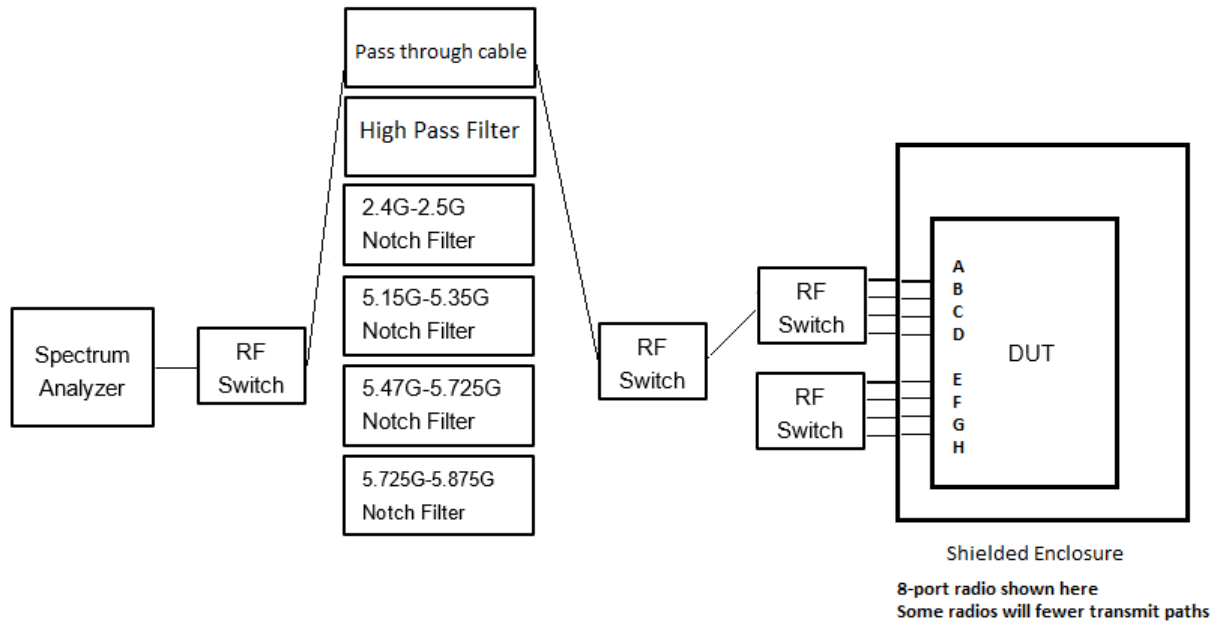 Pass through cable
High Pass Filter
2.4G-2.5G
Notch Filter
5.15G-5.35G
Notch Filter
5.47G-5.725G
Notch Filter
5.725G-5.875G
Notch Filter
Spectrum
Analyzer
RF
Switch
RF
Switch
RF
Switch
RF
Switch
A
B
C
D
E
F
G
H
DUT
Shielded Enclosure
8-port radio shown here
Some radios will fewer transmit paths